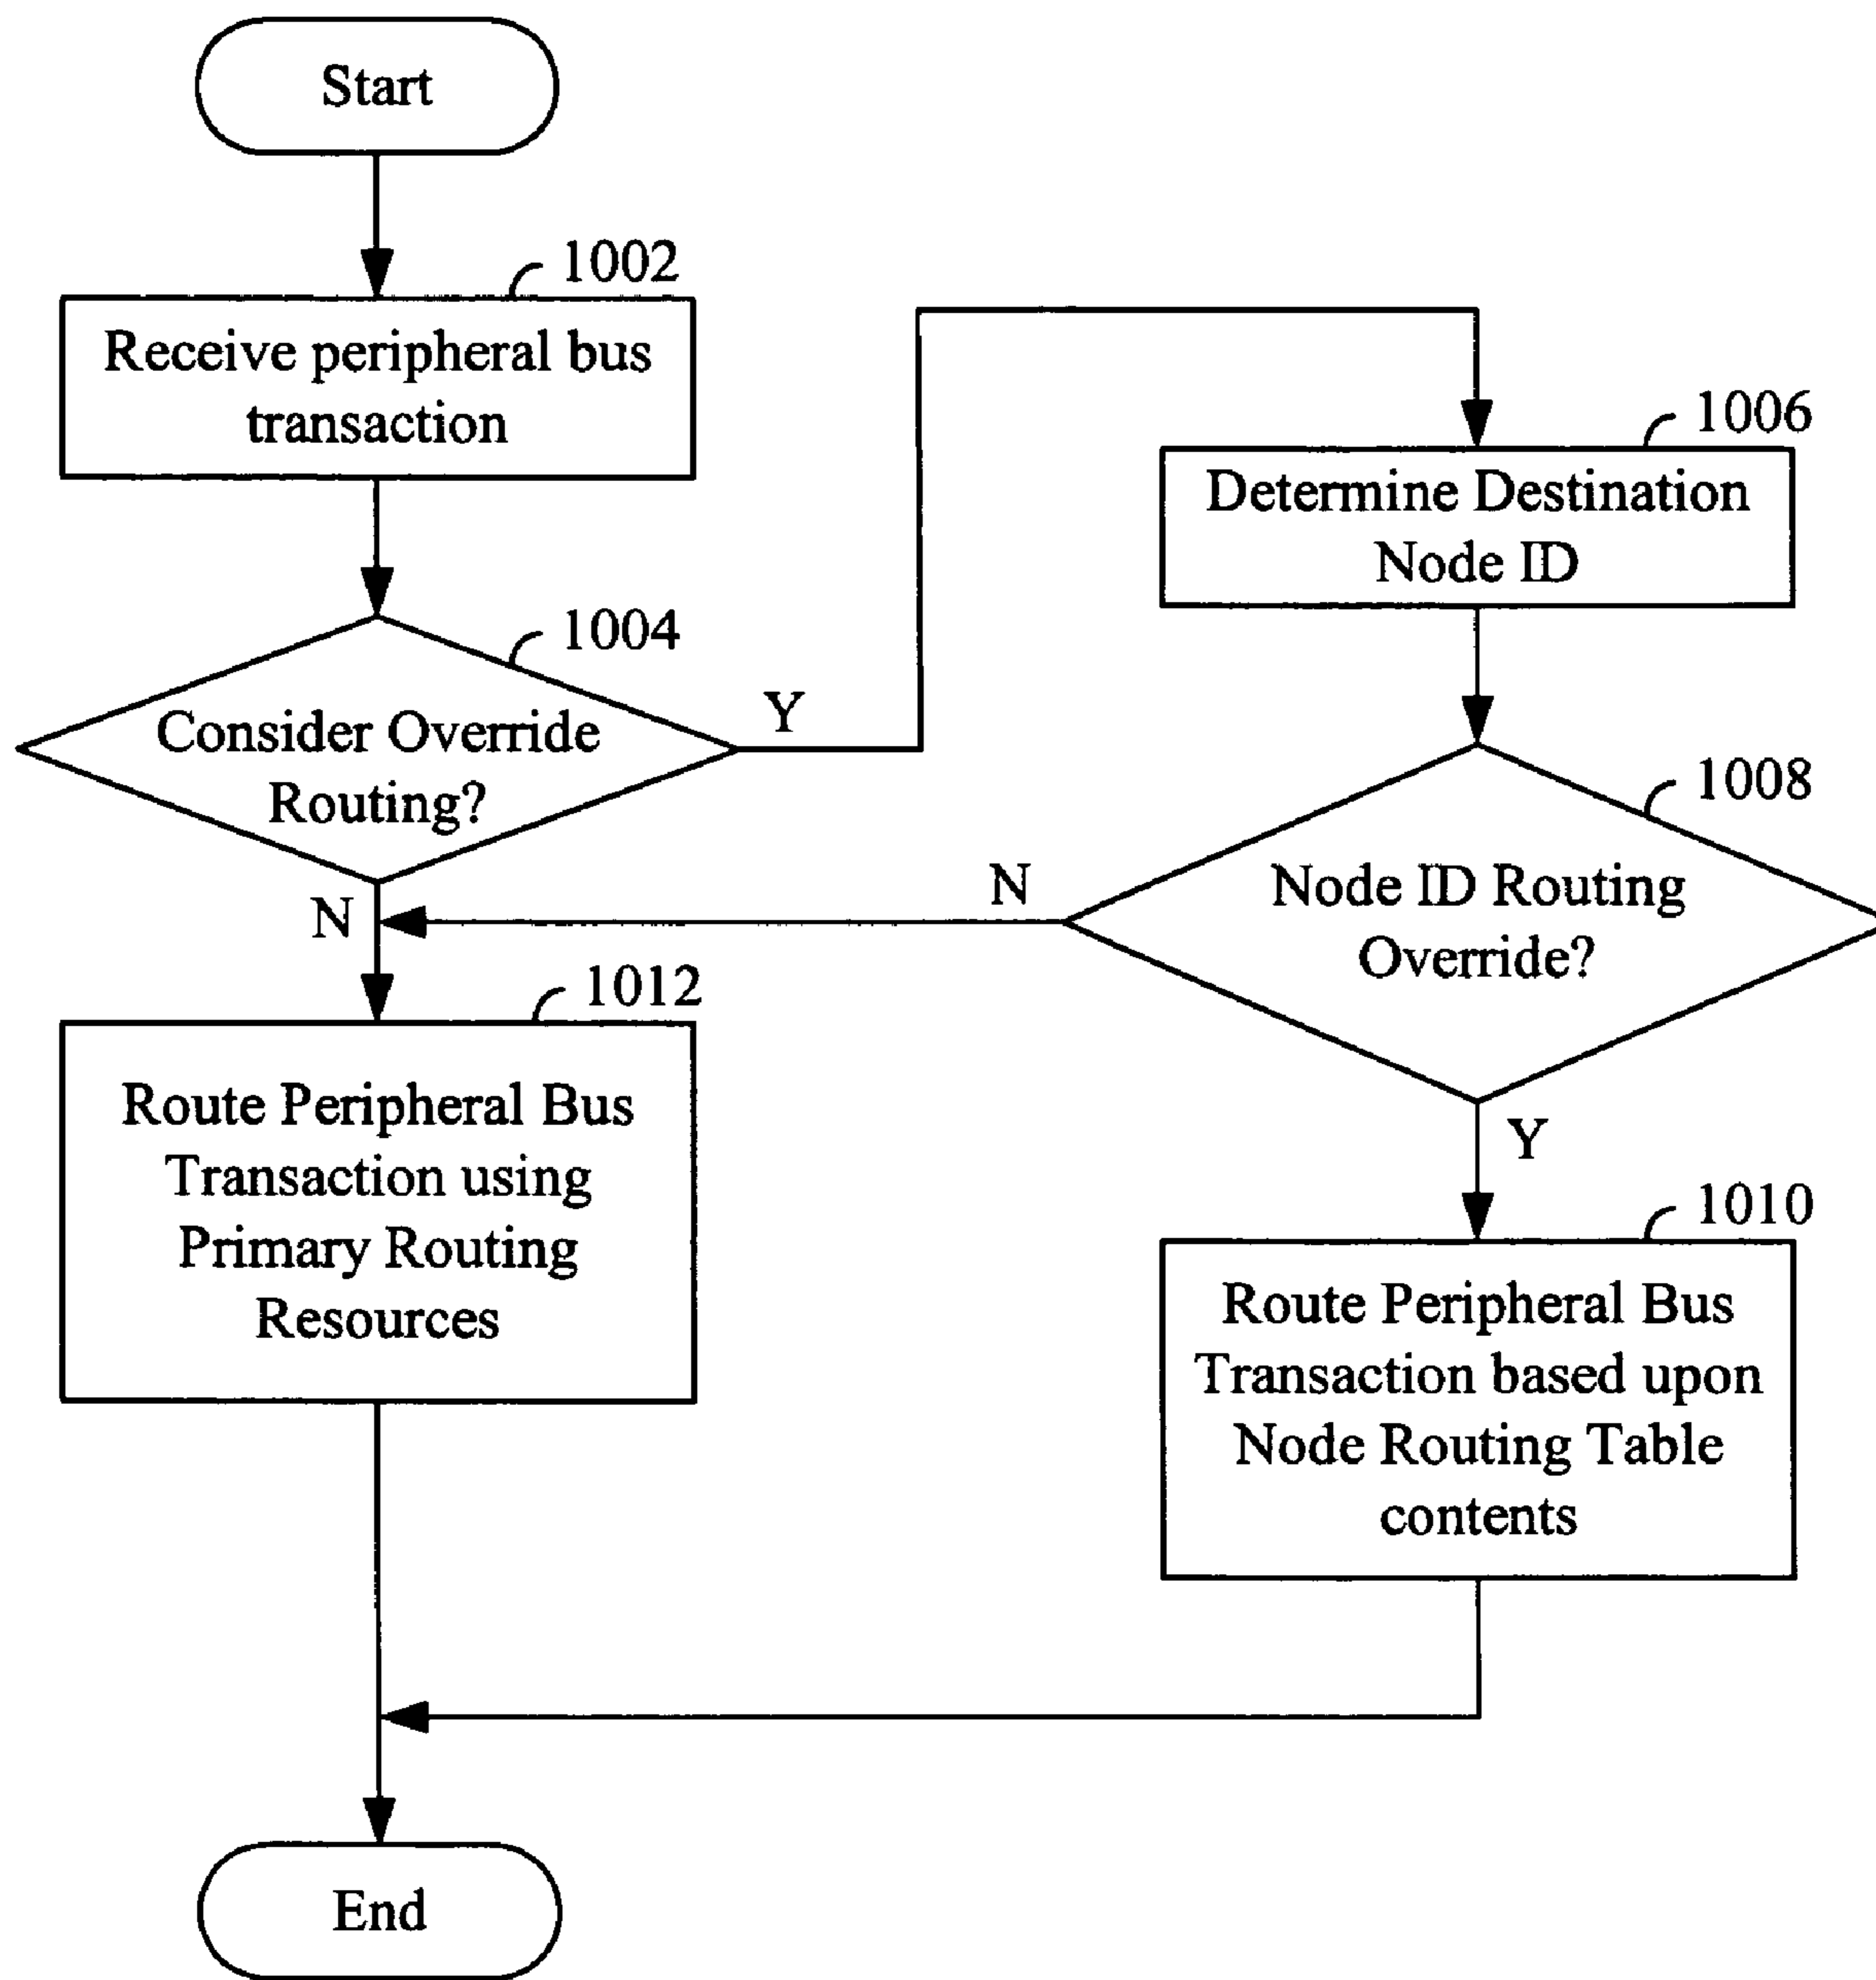 Start
1002
Receive peripheral bus
transaction
1004
Consider Override
Routing?
Y
N
1006
Determine Destination
Node ID
1008
Node ID Routing
Override?
N
Y
1012
Route Peripheral Bus
Transaction using
Primary Routing
Resources
1010
Route Peripheral Bus
Transaction based upon
Node Routing Table
contents
End